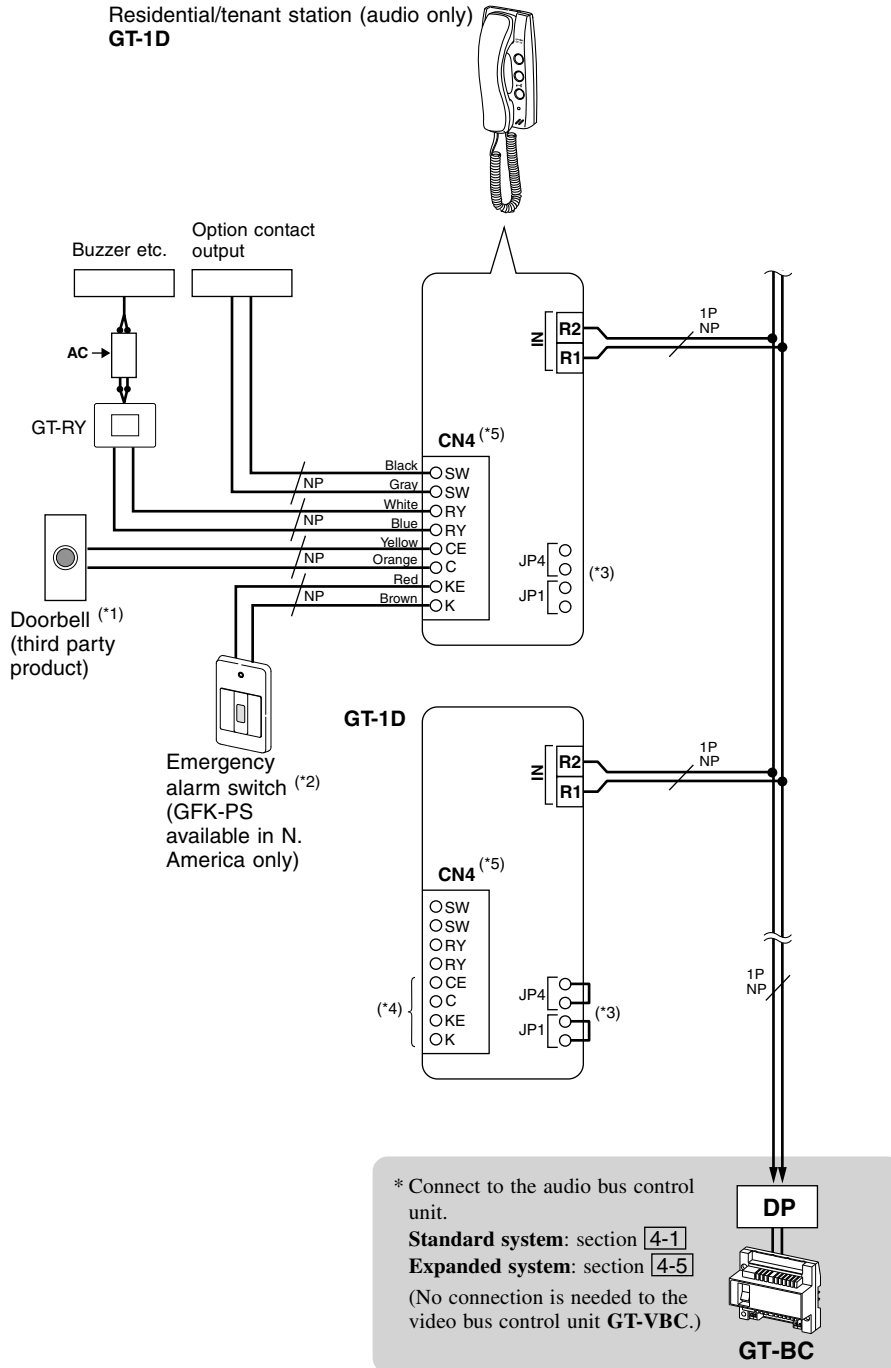 Residential/tenant station (audio only)
GT-1D
Buzzer etc.
Option contact
output
AC
GT-RY
IN
R2
R1
1P
NP
CN4 (*5)
Black
SW
NP
Gray
SW
White
RY
NP
Blue
RY
Yellow
CE
NP
Orange
C
Red
KE
NP
Brown
K
JP4
JP1
(*3)
Doorbell (*1)
(third party
product)
Emergency
alarm switch (*2)
(GFK-PS
available in N.
America only)
GT-1D
IN
R2
R1
1P
NP
CN4 (*5)
SW
SW
RY
RY
CE
C
KE
K
(*4)
JP4
JP1
(*3)
1P
NP
* Connect to the audio bus control
unit.
Standard system: section 4-1
Expanded system: section 4-5
(No connection is needed to the
video bus control unit GT-VBC.)
DP
GT-BC